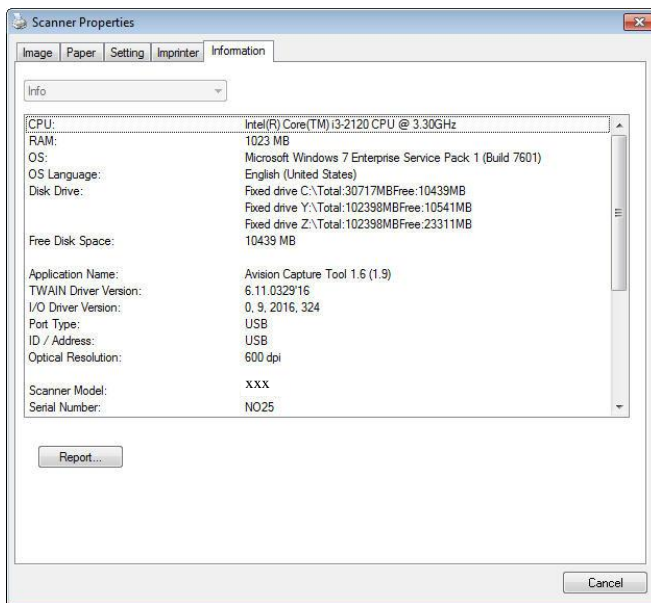 Scanner Properties
Image Paper Setting Imprinter Information
Info
CPU: Intel(R) Core(TM) i3-2120 CPU @ 3.30GHz
RAM: 1023 MB
OS: Microsoft Windows 7 Enterprise Service Pack 1 (Build 7601)
OS Language: English (United States)
Disk Drive: Fixed drive C:\Total:30717MBFree:10439MB
Fixed drive Y:\Total:102398MBFree:10541MB
Fixed drive Z:\Total:102398MBFree:23311MB
Free Disk Space: 10439 MB
Application Name: Avision Capture Tool 1.6 (1.9)
TWAIN Driver Version: 6.11.0329'16
I/O Driver Version: 0, 9, 2016, 324
Port Type: USB
ID / Address: USB
Optical Resolution: 600 dpi
Scanner Model: xxx
Serial Number: NO25
Report...
Cancel